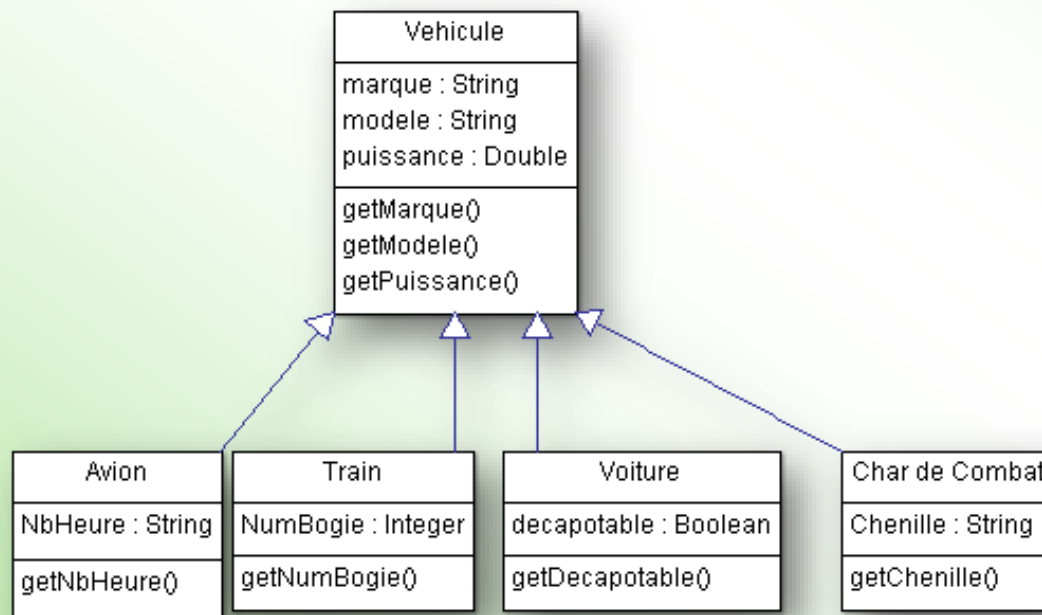 Vehicule
marque : String
modele : String
puissance : Double
getMarque()
getModele()
getPuissance()
Avion
NbHeure : String
getNbHeure()
Train
NumBogie : Integer
getNumBogie()
Voiture
decapotable : Boolean
getDecapotable()
Char de Combat
Chenille : String
getChenille()